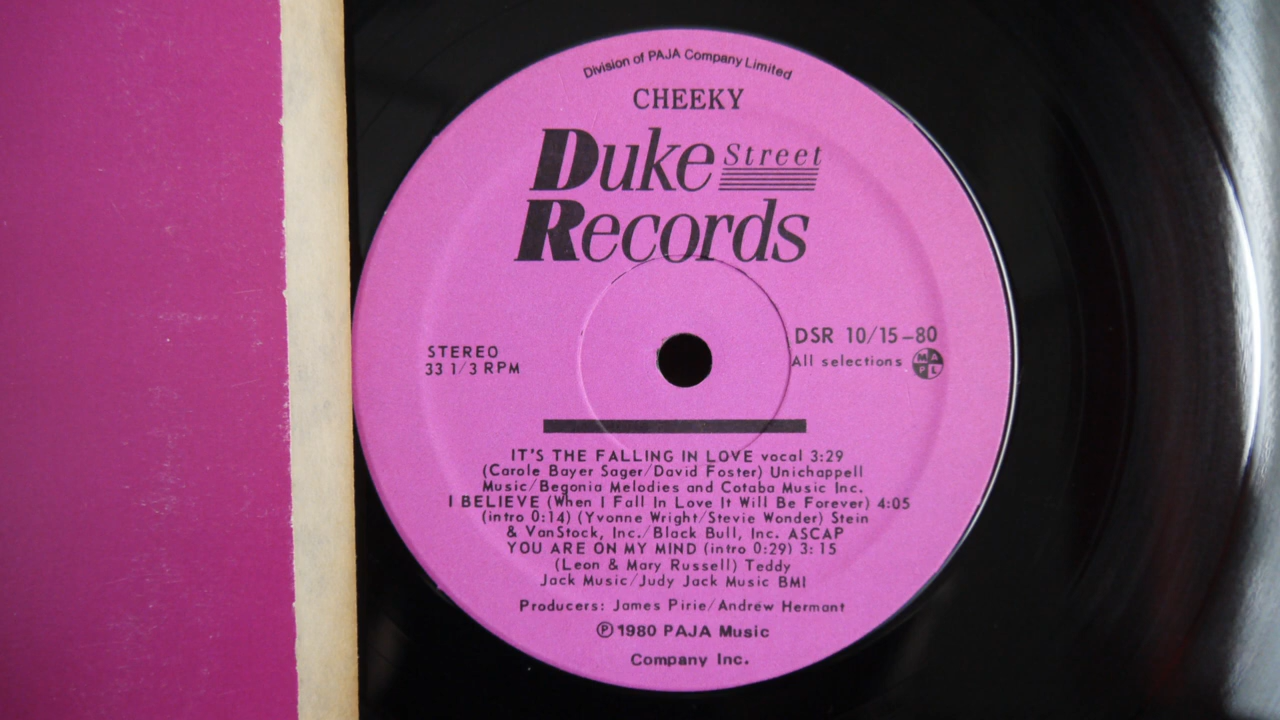 Division of PAJA Company Limited
CHEEKY
Duke Street
Records
STEREO
33 1/3 RPM
DSR 10/15-80
All selections MAPL
IT'S THE FALLING IN LOVE vocal 3:29
(Carole Bayer Sager/David Foster) Unichappell
Music/Begonia Melodies and Cotaba Music Inc.
I BELIEVE (When I Fall In Love It Will Be Forever) 4:05
(intro 0:14) (Yvonne Wright/Stevie Wonder) Stein
& VanStock, Inc./Black Bull, Inc. ASCAP
YOU ARE ON MY MIND (intro 0:29) 3:15
(Leon & Mary Russell) Teddy
Jack Music/Judy Jack Music BMI
Producers: James Pirie/Andrew Hermant
℗1980 PAJA Music
Company Inc.